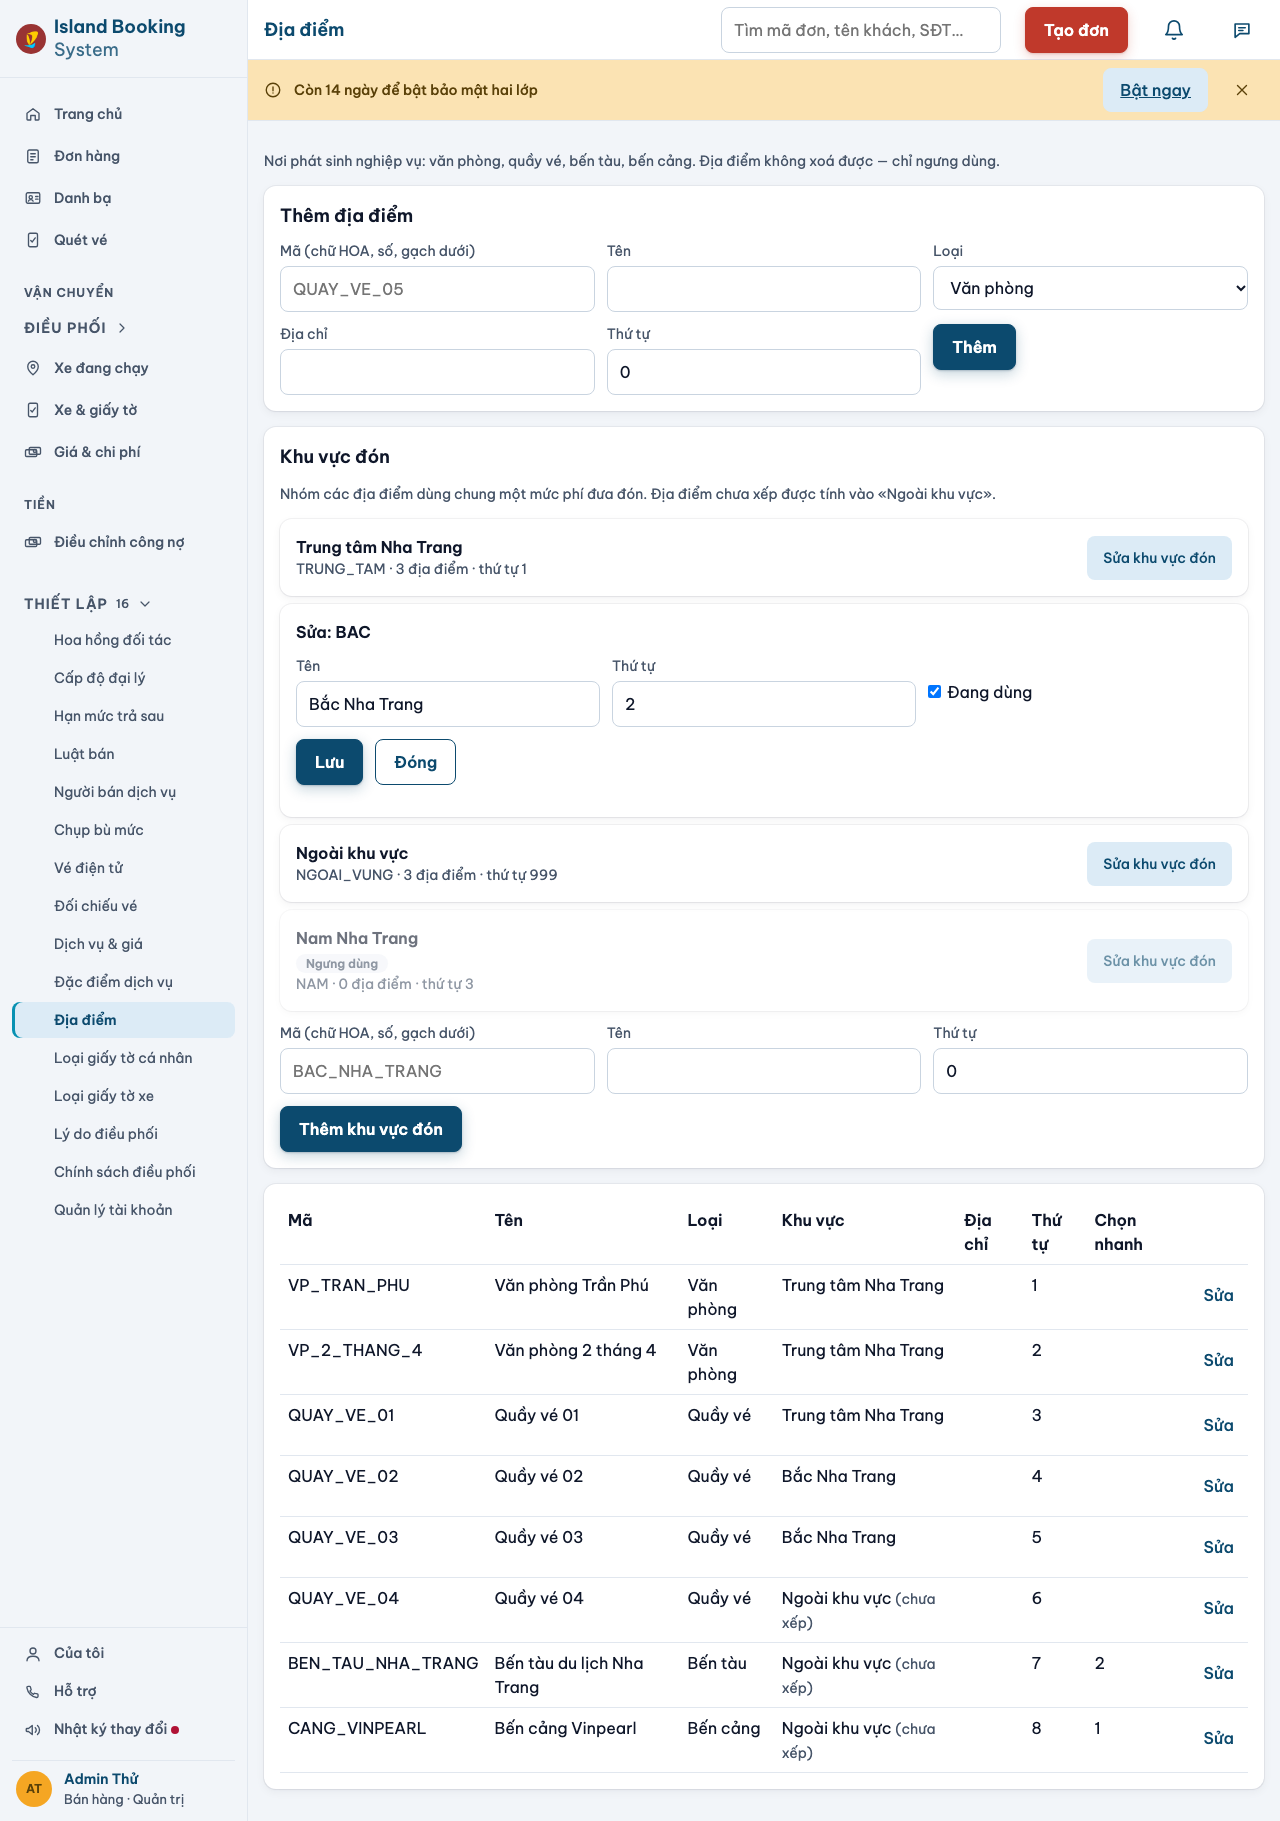 Island Booking
System
Địa điểm
Tìm mã đơn, tên khách, SĐT...
Tạo đơn
Còn 14 ngày để bật bảo mật hai lớp
Bật ngay
Trang chủ
Đơn hàng
Danh bạ
Quét vé
VẬN CHUYỂN
ĐIỀU PHỐI
Xe đang chạy
Xe & giấy tờ
Giá & chi phí
TIỀN
Điều chỉnh công nợ
THIẾT LẬP 16
Hoa hồng đối tác
Cấp độ đại lý
Hạn mức trả sau
Luật bán
Người bán dịch vụ
Chụp bù mức
Vé điện tử
Đối chiếu vé
Dịch vụ & giá
Đặc điểm dịch vụ
Địa điểm
Loại giấy tờ cá nhân
Loại giấy tờ xe
Lý do điều phối
Chính sách điều phối
Quản lý tài khoản
Của tôi
Hỗ trợ
Nhật ký thay đổi
AT
Admin Thử
Bán hàng · Quản trị
Nơi phát sinh nghiệp vụ: văn phòng, quầy vé, bến tàu, bến cảng. Địa điểm không xoá được — chỉ ngưng dùng.
Thêm địa điểm
Mã (chữ HOA, số, gạch dưới) Tên Loại
QUAY_VE_05 Văn phòng
Địa chỉ Thứ tự
0 Thêm
Khu vực đón
Nhóm các địa điểm dùng chung một mức phí đưa đón. Địa điểm chưa xếp được tính vào «Ngoài khu vực».
Trung tâm Nha Trang
TRUNG_TAM · 3 địa điểm · thứ tự 1
Sửa khu vực đón
Sửa: BAC
Tên Thứ tự
Bắc Nha Trang 2 Đang dùng
Lưu Đóng
Ngoài khu vực
NGOAI_VUNG · 3 địa điểm · thứ tự 999
Sửa khu vực đón
Nam Nha Trang
Ngưng dùng
NAM · 0 địa điểm · thứ tự 3
Sửa khu vực đón
Mã (chữ HOA, số, gạch dưới) Tên Thứ tự
BAC_NHA_TRANG 0
Thêm khu vực đón
Mã Tên Loại Khu vực Địa chỉ Thứ tự Chọn nhanh
VP_TRAN_PHU Văn phòng Trần Phú Văn phòng Trung tâm Nha Trang 1 Sửa
VP_2_THANG_4 Văn phòng 2 tháng 4 Văn phòng Trung tâm Nha Trang 2 Sửa
QUAY_VE_01 Quầy vé 01 Quầy vé Trung tâm Nha Trang 3 Sửa
QUAY_VE_02 Quầy vé 02 Quầy vé Bắc Nha Trang 4 Sửa
QUAY_VE_03 Quầy vé 03 Quầy vé Bắc Nha Trang 5 Sửa
QUAY_VE_04 Quầy vé 04 Quầy vé Ngoài khu vực (chưa xếp) 6 Sửa
BEN_TAU_NHA_TRANG Bến tàu du lịch Nha Trang Bến tàu Ngoài khu vực (chưa xếp) 7 2 Sửa
CANG_VINPEARL Bến cảng Vinpearl Bến cảng Ngoài khu vực (chưa xếp) 8 1 Sửa